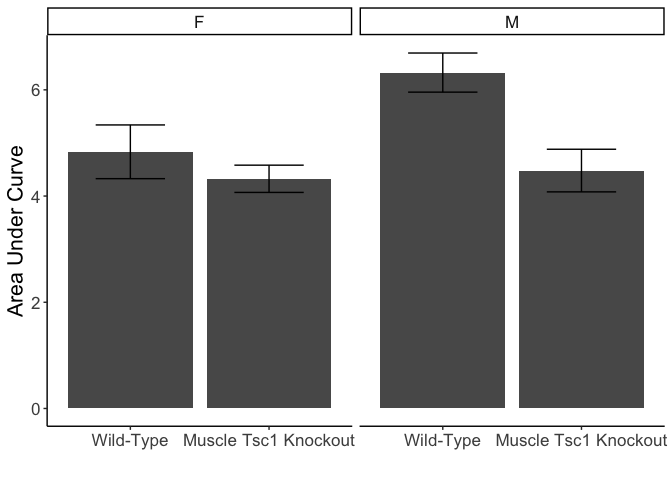 F
M
Area Under Curve
6
4
2
0
Wild-Type
Muscle Tsc1 Knockout
Wild-Type
Muscle Tsc1 Knockout